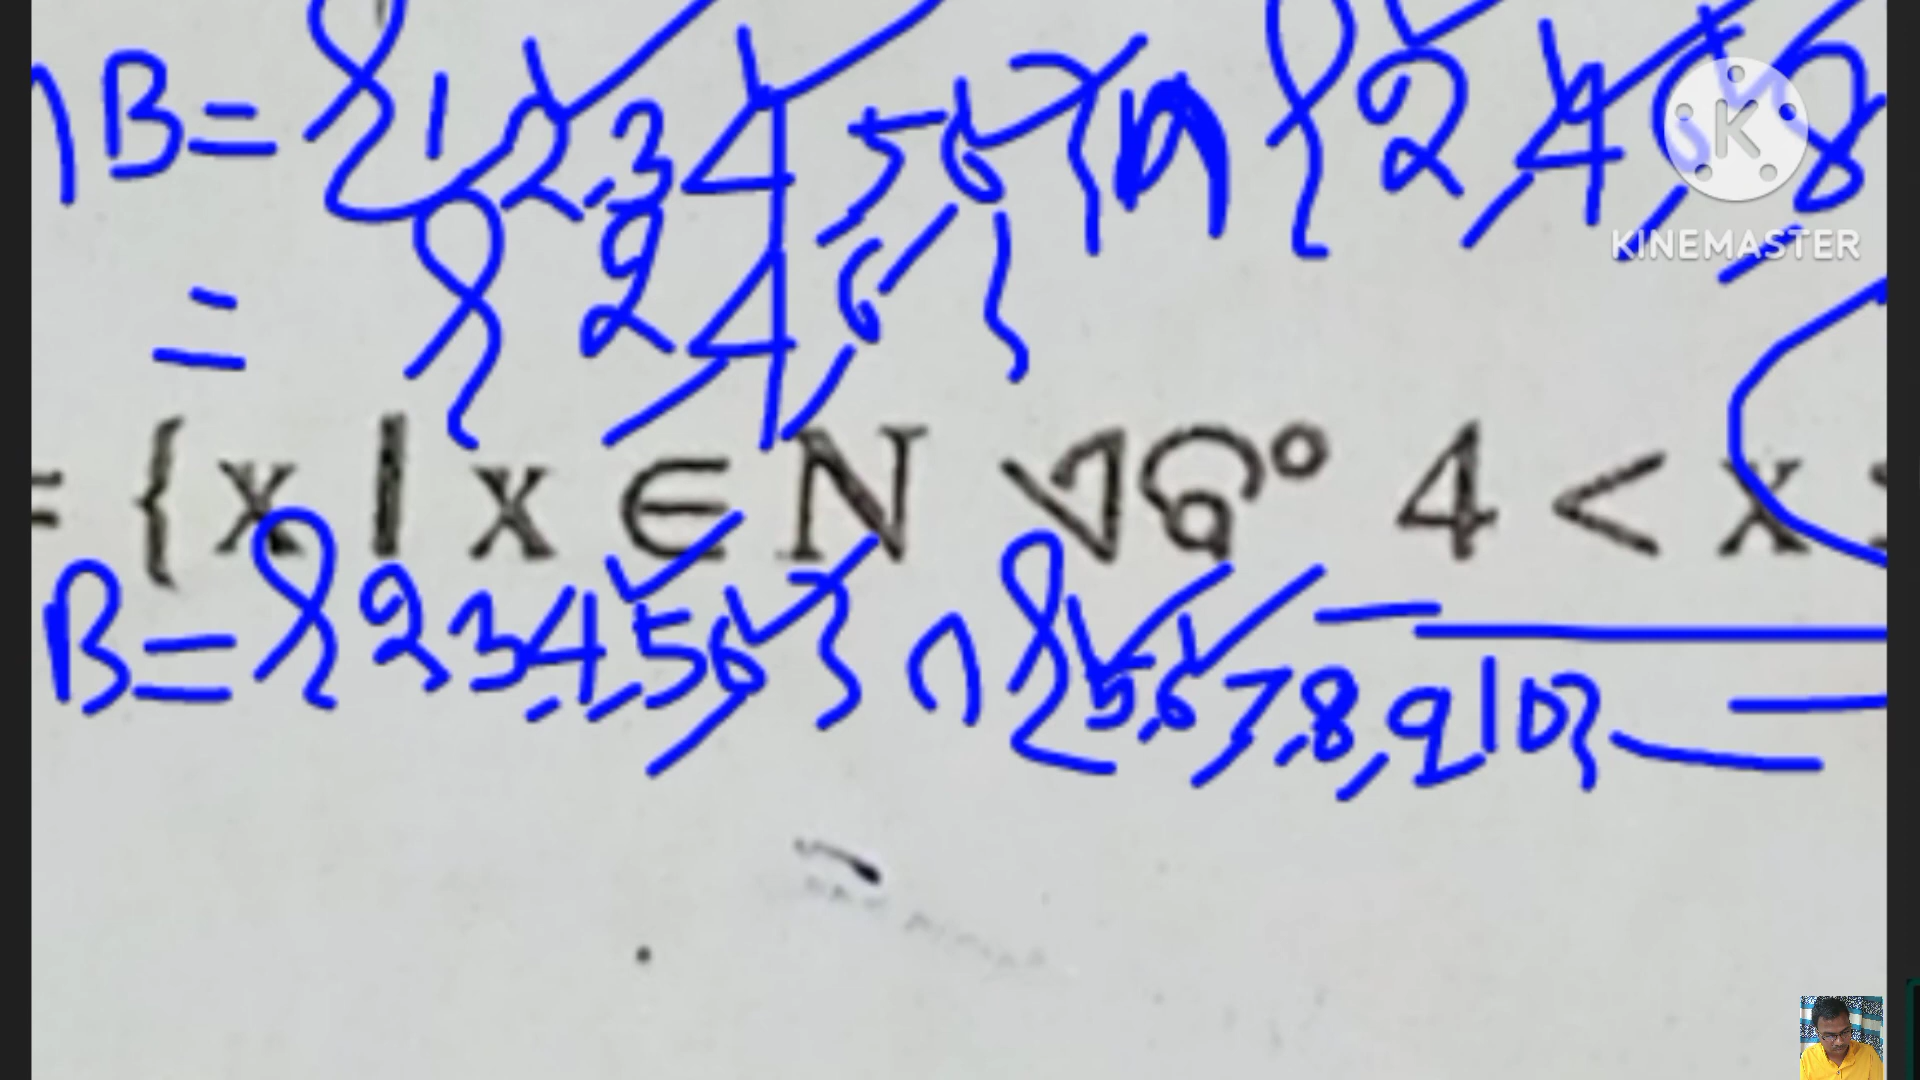 ∩ B = { 1, 2, 3, 4, 5, 6 } ∩ { 2, 4, 6, 8
KINEMASTER
= { 2, 4, 6 }
= { x | x ∈ N ଏବଂ 4 < x
B = { 2 3, 4, 5, 6 } ∩ { 5, 6, 7, 8, 9, 10 }